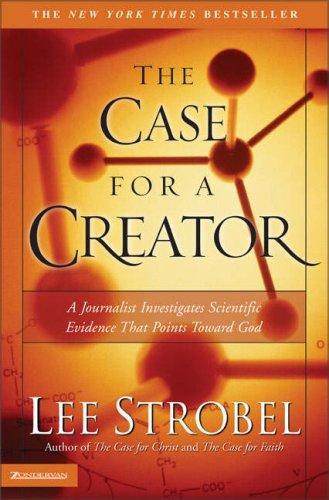 THE NEW YORK TIMES BESTSELLER
THE
CASE
FOR A
CREATOR
A Journalist Investigates Scientific
Evidence That Points Toward God
LEE STROBEL
Author of The Case for Christ and The Case for Faith
ZONDERVAN